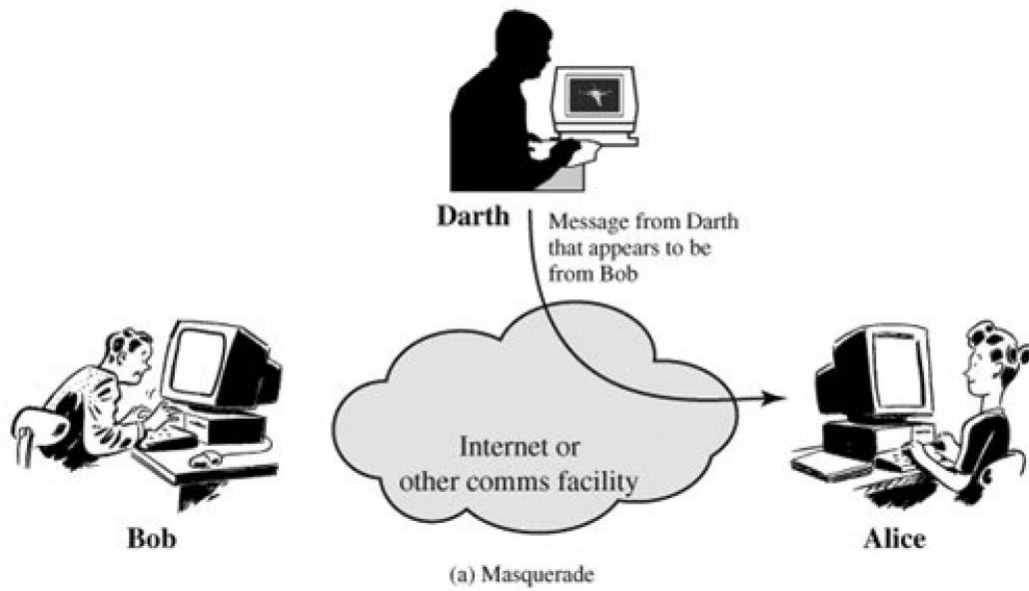 Darth
Message from Darth
that appears to be
from Bob
Internet or
other comms facility
Bob
Alice
(a) Masquerade